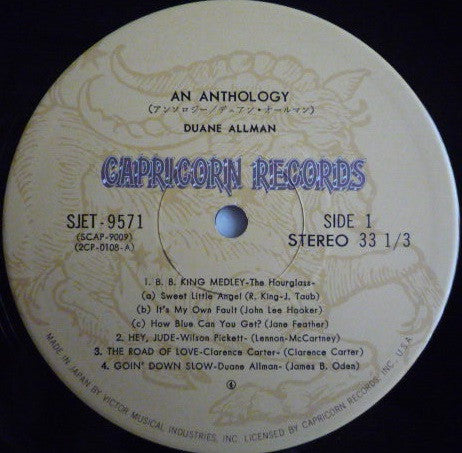 AN ANTHOLOGY
(アンソロジー/デュアン・オールマン)
DUANE ALLMAN
CAPRICORN RECORDS
SJET-9571
(SCAP-9009)
(2CP-0108-A)
SIDE 1
STEREO 33 1/3
1. B. B. KING MEDLEY-The Hourglass-
(a) Sweet Little Angel (R. King-J. Taub)
(b) It's My Own Fault (John Lee Hooker)
(c) How Blue Can You Get? (Jane Feather)
2. HEY, JUDE-Wilson Pickett- (Lennon-McCartney)
3. THE ROAD OF LOVE-Clarence Carter- (Clarence Carter)
4. GOIN' DOWN SLOW-Duane Allman- (James B. Oden)
MADE IN JAPAN BY VICTOR MUSICAL INDUSTRIES, INC. LICENSED BY CAPRICORN RECORDS INC., U.S.A.